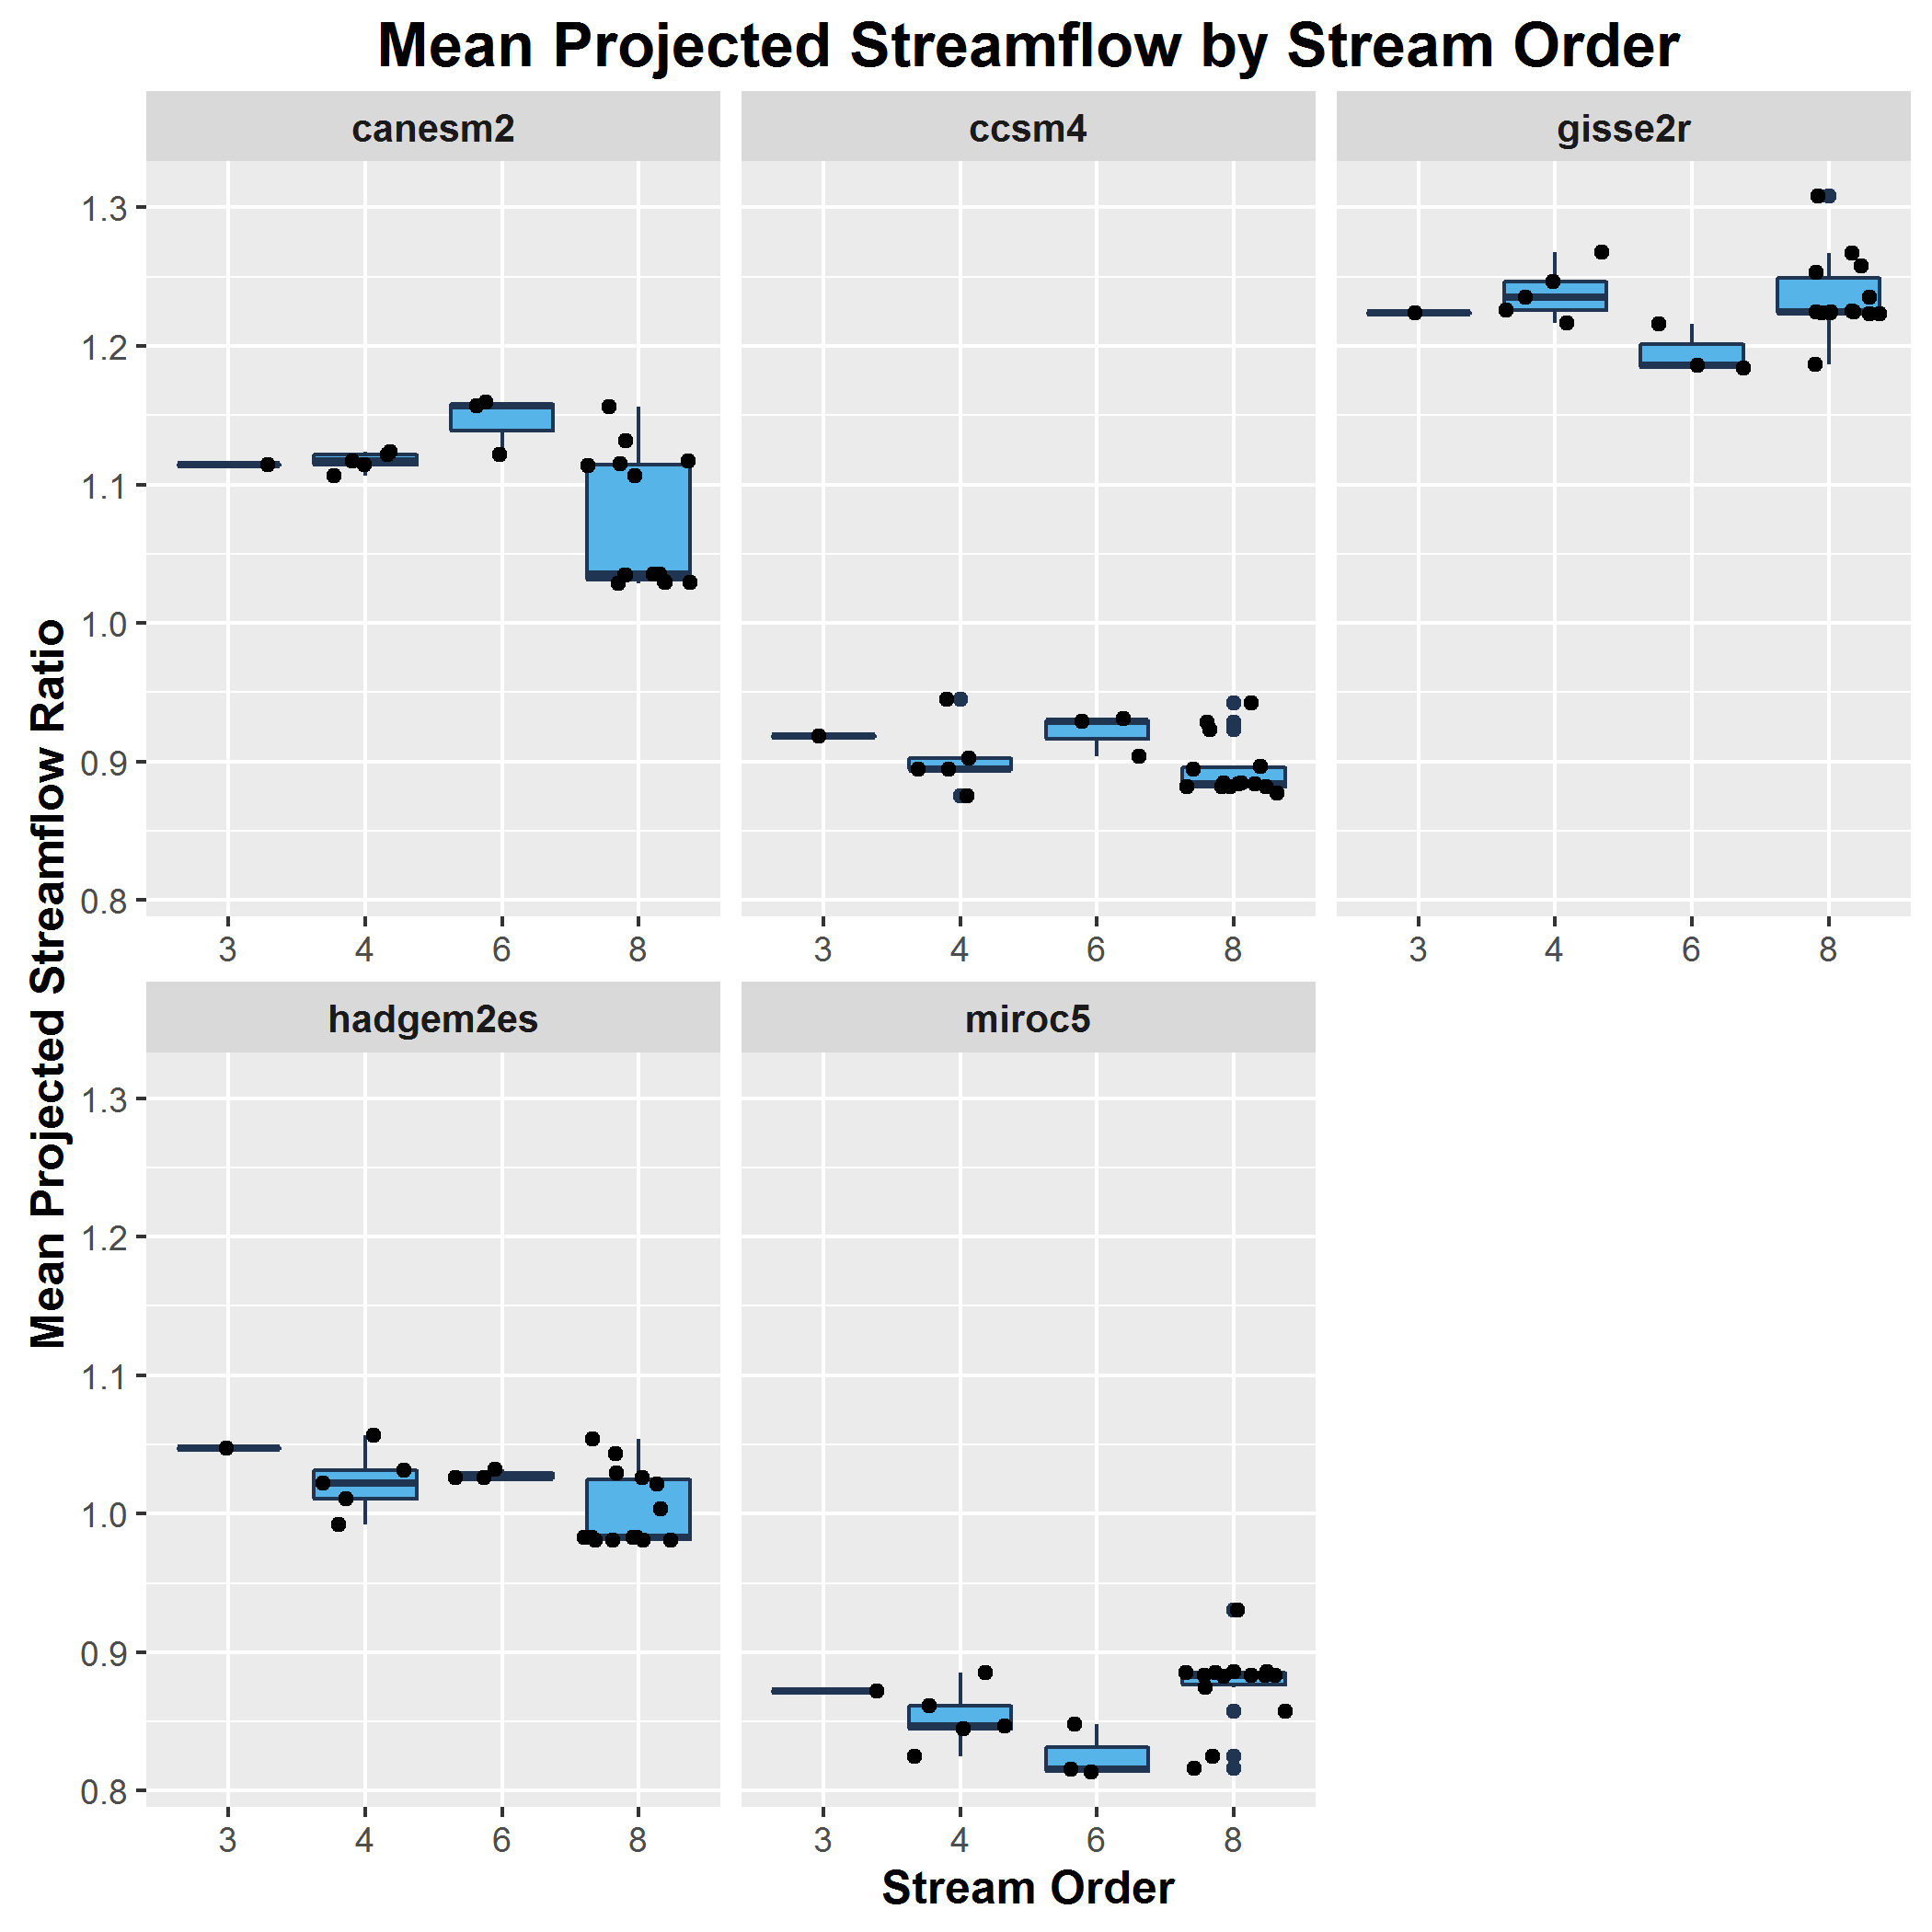 Mean Projected Streamflow by Stream Order
canesm2
ccsm4
gisse2r
1.3
1.2
1.1
1.0
0.9
0.8
3 4 6 8
3 4 6 8
3 4 6 8
Mean Projected Streamflow Ratio
hadgem2es
miroc5
1.3
1.2
1.1
1.0
0.9
0.8
3 4 6 8
3 4 6 8
Stream Order